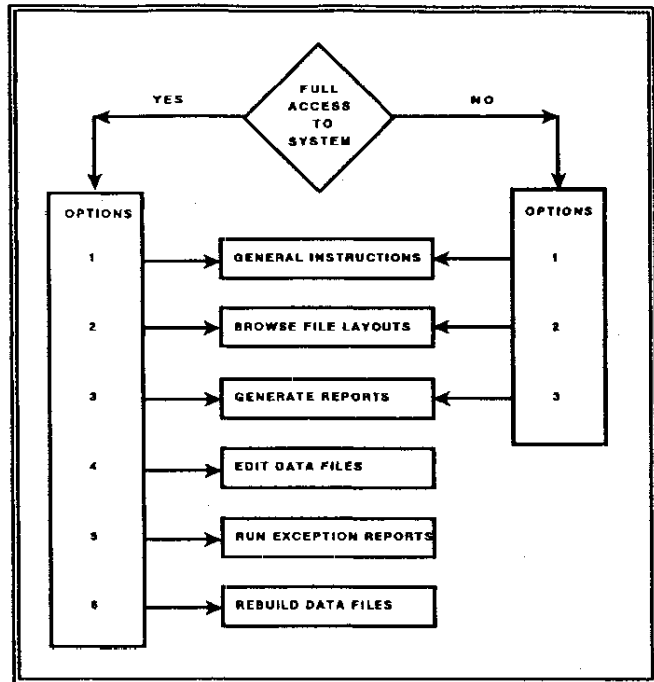 FULL
ACCESS
TO
SYSTEM
YES
NO
OPTIONS
OPTIONS
1
GENERAL INSTRUCTIONS
1
2
BROWSE FILE LAYOUTS
2
3
GENERATE REPORTS
3
4
EDIT DATA FILES
5
RUN EXCEPTION REPORTS
6
REBUILD DATA FILES